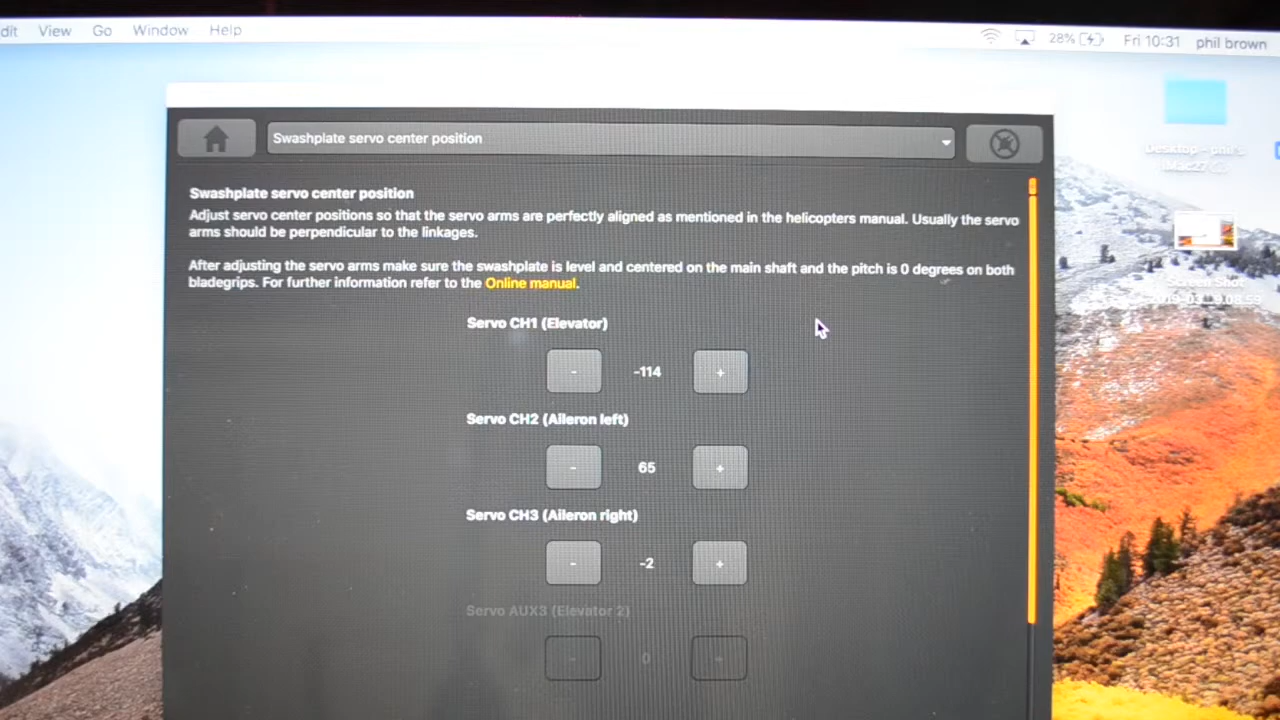 dit View Go Window Help 28% Fri 10:31 phil brown
Swashplate servo center position
Swashplate servo center position
Adjust servo center positions so that the servo arms are perfectly aligned as mentioned in the helicopters manual. Usually the servo
arms should be perpendicular to the linkages.
After adjusting the servo arms make sure the swashplate is level and centered on the main shaft and the pitch is 0 degrees on both
bladegrips. For further information refer to the Online manual.
Servo CH1 (Elevator)
- -114 +
Servo CH2 (Aileron left)
- 65 +
Servo CH3 (Aileron right)
- -2 +
Servo AUX3 (Elevator 2)
- 0 +
Desktop -
Screen Shot